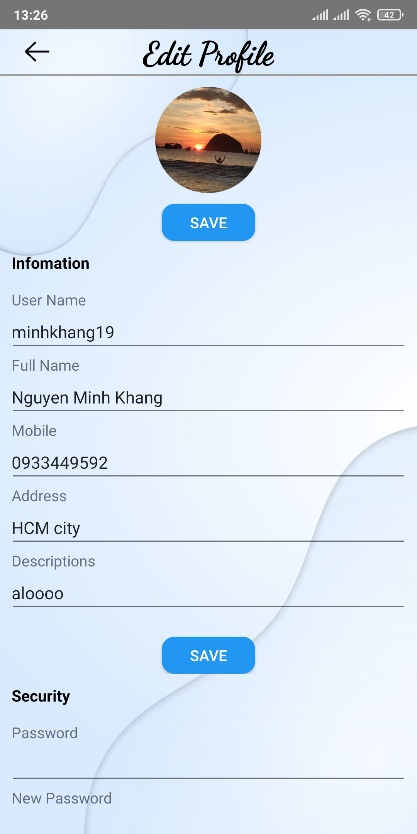 13:26
42
Edit Profile
SAVE
Infomation
User Name
minhkhang19
Full Name
Nguyen Minh Khang
Mobile
0933449592
Address
HCM city
Descriptions
aloooo
SAVE
Security
Password
New Password